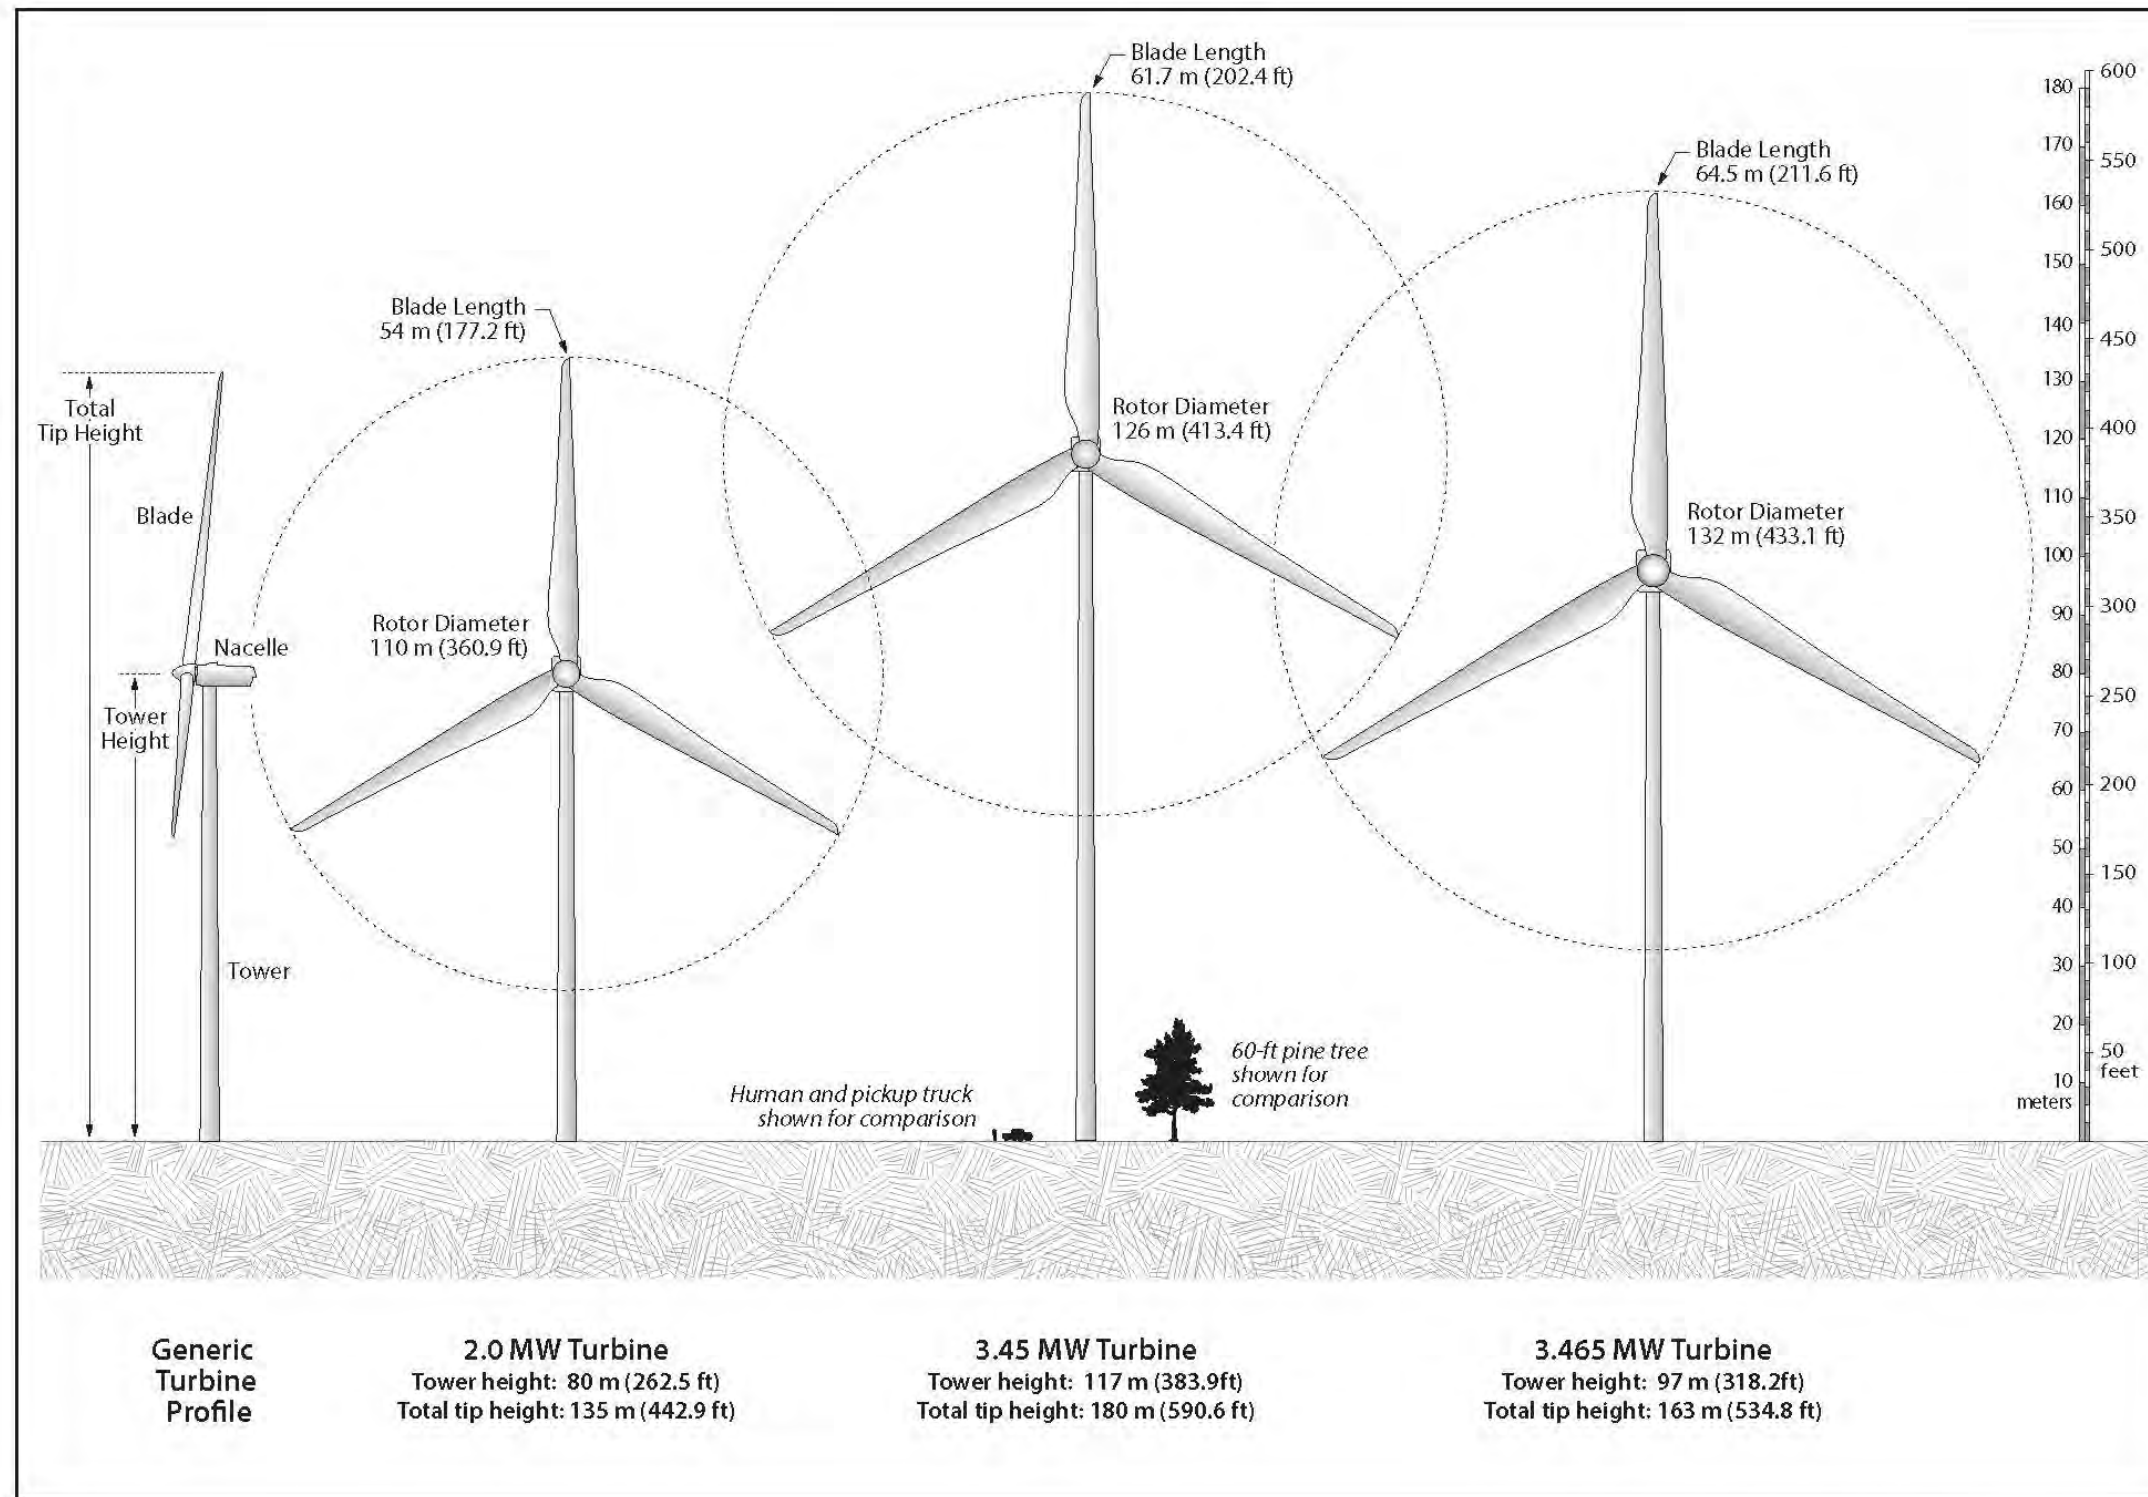 Blade Length
61.7 m (202.4 ft)
Blade Length
64.5 m (211.6 ft)
Blade Length
54 m (177.2 ft)
Total
Tip Height
Blade
Nacelle
Tower
Height
Tower
Rotor Diameter
110 m (360.9 ft)
Rotor Diameter
126 m (413.4 ft)
Rotor Diameter
132 m (433.1 ft)
Human and pickup truck
shown for comparison
60-ft pine tree
shown for
comparison
180
170
160
150
140
130
120
110
100
90
80
70
60
50
40
30
20
10
meters
600
550
500
450
400
350
300
250
200
150
100
50
feet
Generic
Turbine
Profile
2.0 MW Turbine
Tower height: 80 m (262.5 ft)
Total tip height: 135 m (442.9 ft)
3.45 MW Turbine
Tower height: 117 m (383.9ft)
Total tip height: 180 m (590.6 ft)
3.465 MW Turbine
Tower height: 97 m (318.2ft)
Total tip height: 163 m (534.8 ft)